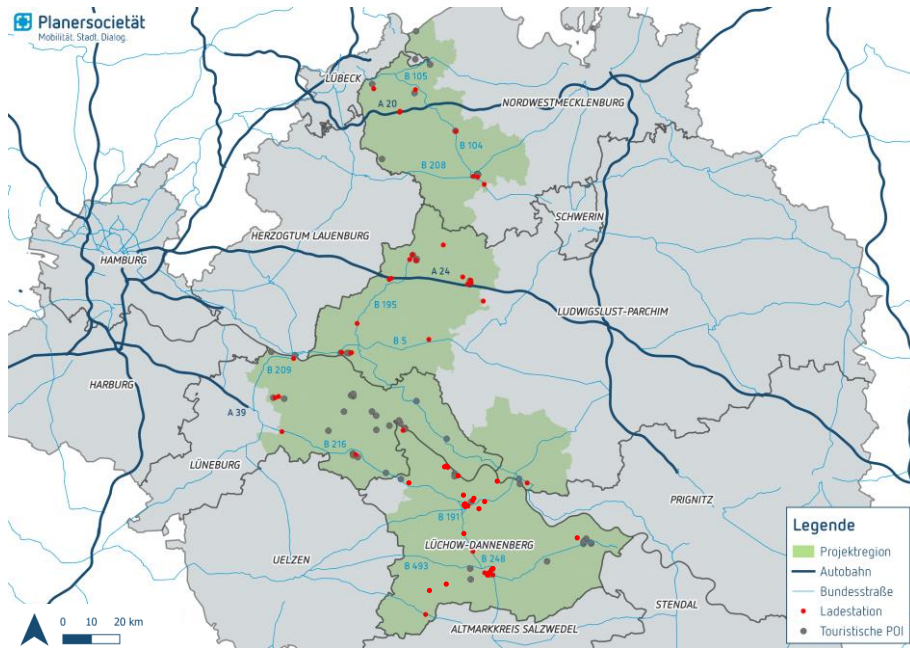 Planersocietät
Mobilität. Stadt. Dialog.
LÜBECK
B 105
A 20
NORDWESTMECKLENBURG
B 104
B 208
SCHWERIN
HERZOGTUM LAUENBURG
HAMBURG
A 24
B 195
LUDWIGSLUST-PARCHIM
B 5
HARBURG
B 209
A 39
B 216
LÜNEBURG
PRIGNITZ
B 191
LÜCHOW-DANNENBERG
UELZEN
B 248
B 493
STENDAL
ALTMARKKREIS SALZWEDEL
Legende
Projektregion
Autobahn
Bundesstraße
Ladestation
Touristische POI
0 10 20 km